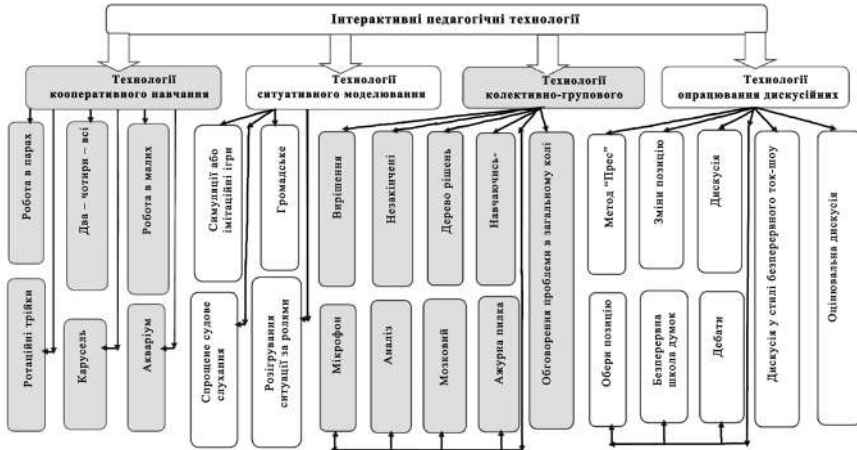 Інтерактивні педагогічні технології
Технології
кооперативного навчання
Технології
ситуативного моделювання
Технології
колективно-групового
Технології
опрацювання дискусійних
Робота в парах
Два – чотири – всі
Робота в малих
Симуляції або
імітаційні ігри
Громадське
Вирішення
Незакінчені
Дерево рішень
Навчаючись-
Обговорення проблеми в загальному колі
Метод “Прес”
Зміни позицію
Дискусія
Дискусія у стилі безперервного ток-шоу
Оцінювальна дискусія
Ротаційні трійки
Карусель
Акваріум
Спрощене судове
слухання
Розігрування
ситуації за ролями
Мікрофон
Аналіз
Мозковий
Ажурна пилка
Обери позицію
Безперервна
школа думок
Дебати